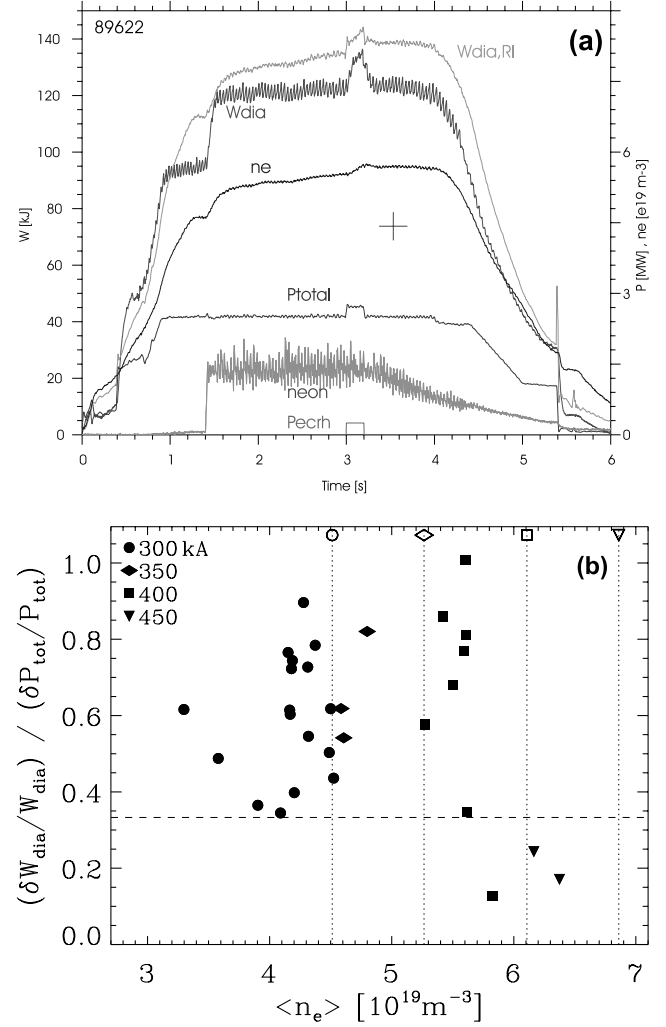 89622
(a)
Wdia,RI
Wdia
ne
Ptotal
neoh
Pecrh
W [kJ]
140
120
100
80
60
40
20
0
P [MW] , ne [e19 m-3]
6
3
0
0 1 2 3 4 5 6
Time [s]
(b)
300 kA
350
400
450
(δW_dia/W_dia) / (δP_tot/P_tot)
1.0
0.8
0.6
0.4
0.2
0.0
3 4 5 6 7
<n_e> [10^19 m^-3]